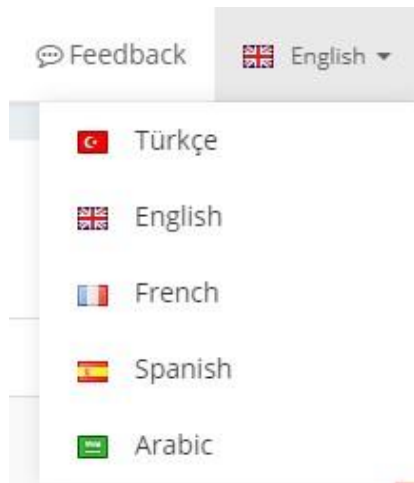 Feedback English
Türkçe
English
French
Spanish
Arabic